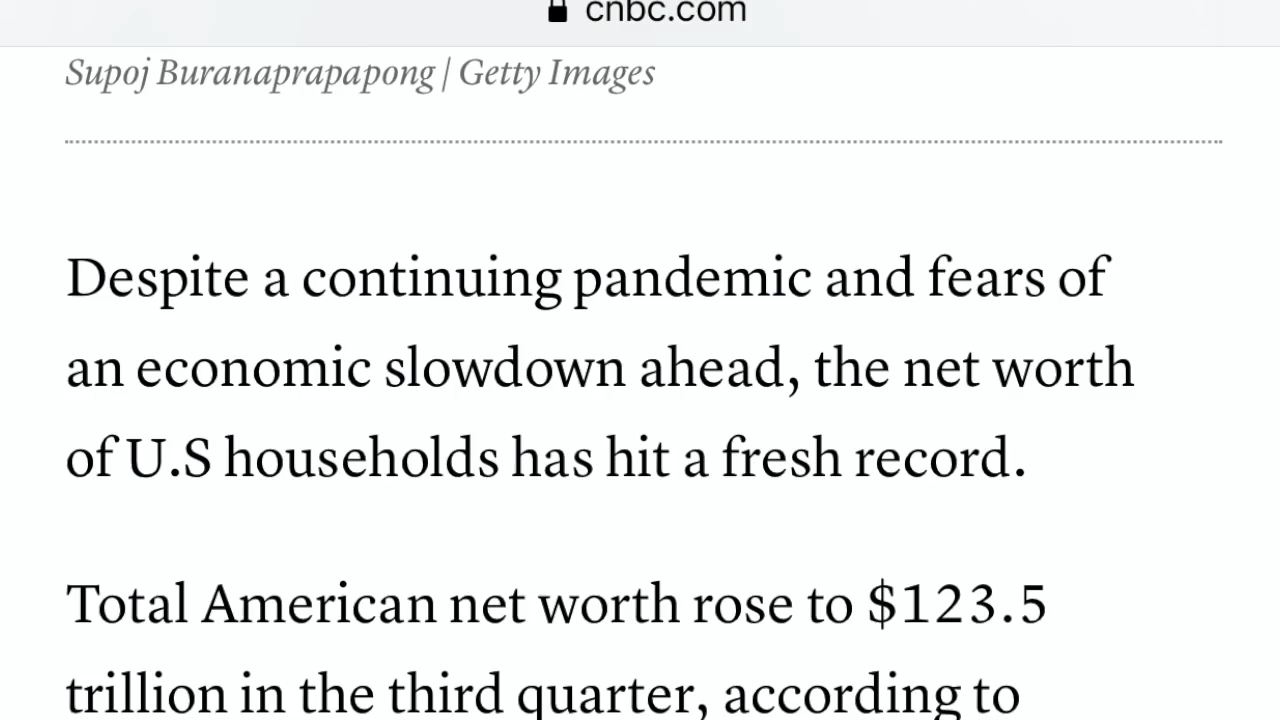 cnbc.com
Supoj Buranaprapapong | Getty Images
Despite a continuing pandemic and fears of
an economic slowdown ahead, the net worth
of U.S households has hit a fresh record.
Total American net worth rose to $123.5
trillion in the third quarter, according to